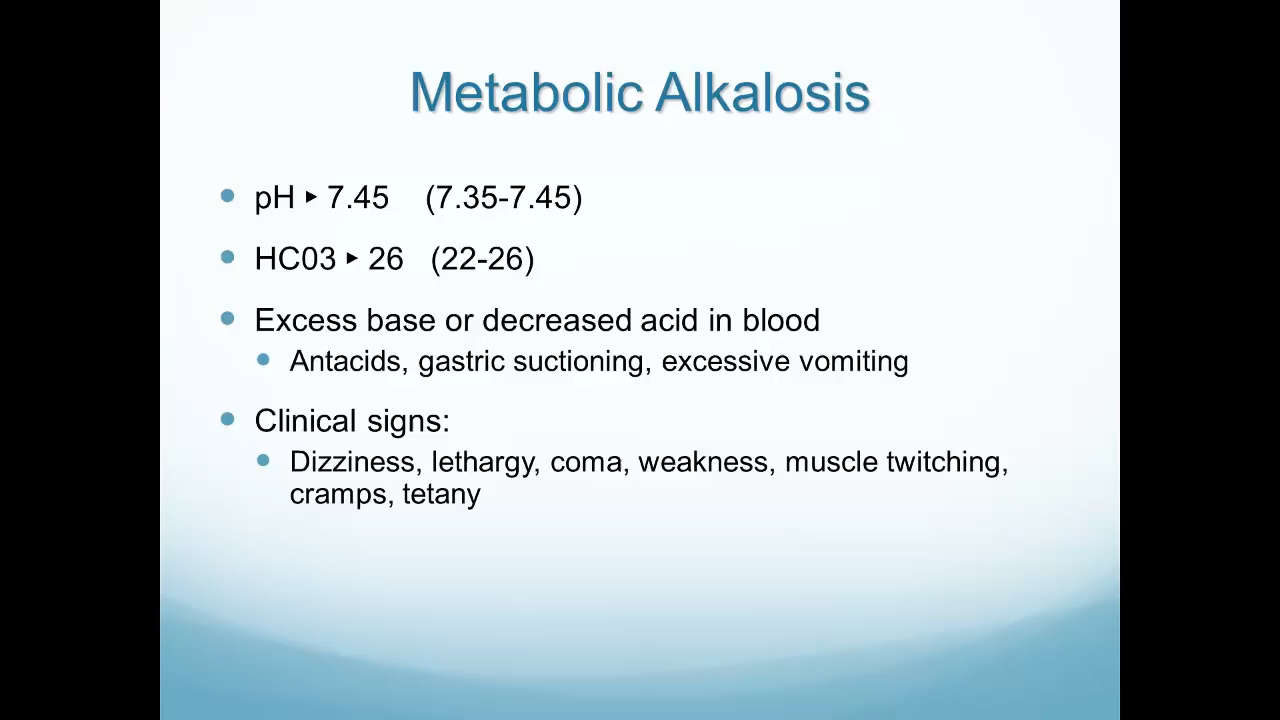 Metabolic Alkalosis
• pH ‣ 7.45 (7.35-7.45)
• HC03 ‣ 26 (22-26)
• Excess base or decreased acid in blood
• Antacids, gastric suctioning, excessive vomiting
• Clinical signs:
• Dizziness, lethargy, coma, weakness, muscle twitching,
cramps, tetany